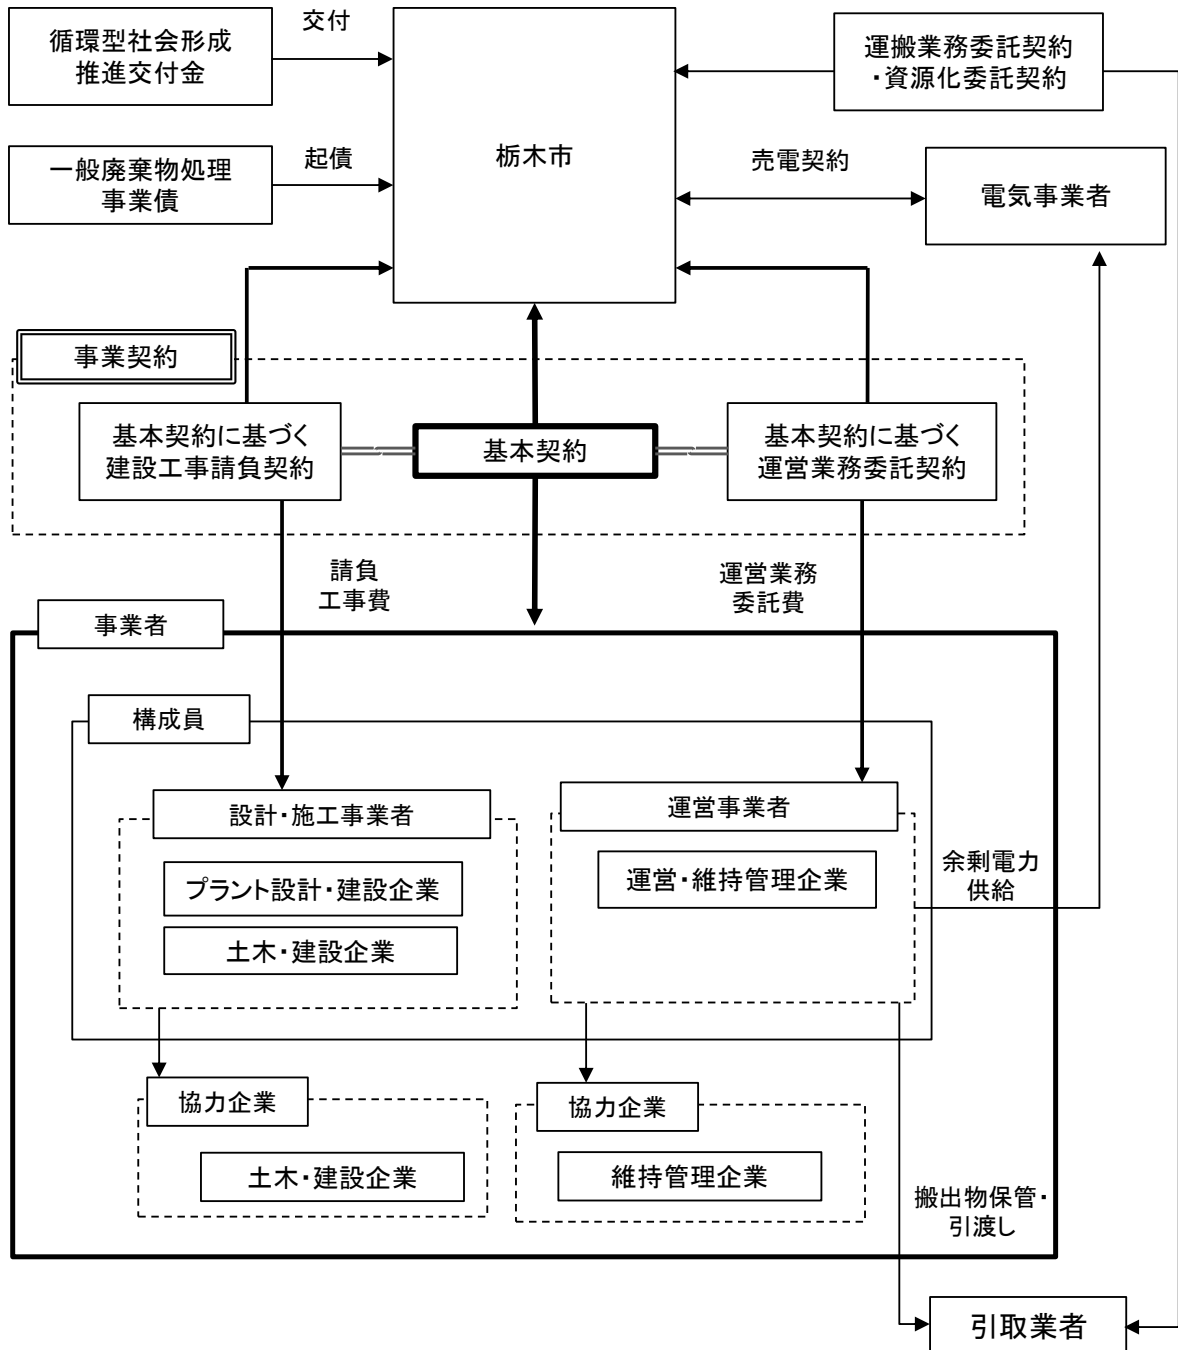 循環型社会形成
推進交付金
交付
栃木市
運搬業務委託契約
・資源化委託契約
一般廃棄物処理
事業債
起債
売電契約
電気事業者
事業契約
基本契約に基づく
建設工事請負契約
基本契約
基本契約に基づく
運営業務委託契約
請負
工事費
運営業務
委託費
事業者
構成員
設計・施工事業者
運営事業者
プラント設計・建設企業
運営・維持管理企業
余剰電力
供給
土木・建設企業
協力企業
協力企業
土木・建設企業
維持管理企業
搬出物保管・
引渡し
引取業者